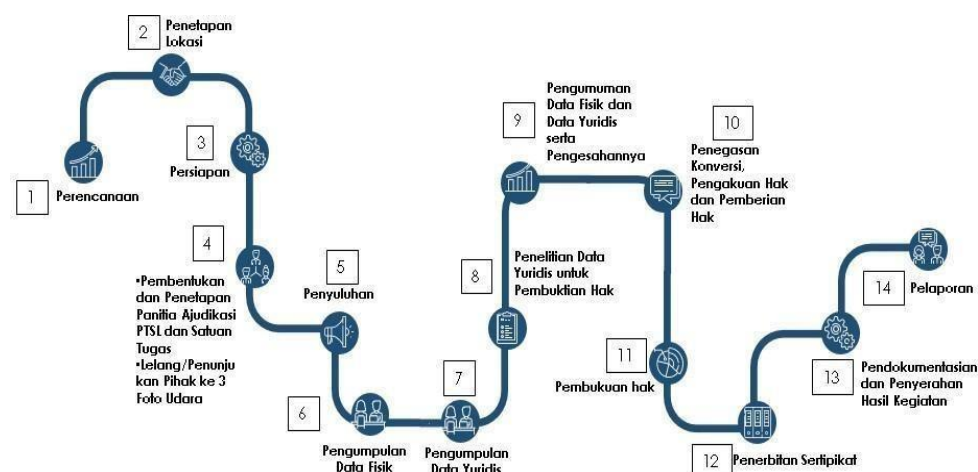 1
Perencanaan
2
Penetapan
Lokasi
3
Persiapan
4
▪Pembentukan
dan Penetapan
Panitia Ajudikasi
PTSL dan Satuan
Tugas
▪Lelang/Penunju
kan Pihak ke 3
Foto Udara
5
Penyuluhan
6
Pengumpulan
Data Fisik
7
Pengumpulan
Data Yuridis
8
Penelitian Data
Yuridis untuk
Pembuktian Hak
9
Pengumuman
Data Fisik dan
Data Yuridis
serta
Pengesahannya
10
Penegasan
Konversi,
Pengakuan Hak
dan Pemberian
Hak
11
Pembukuan hak
12
Penerbitan Sertipikat
13
Pendokumentasian
dan Penyerahan
Hasil Kegiatan
14
Pelaporan